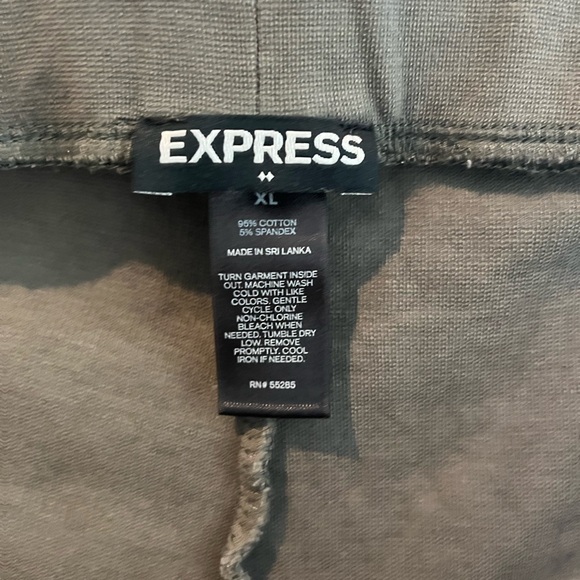 EXPRESS
XL
95% COTTON
5% SPANDEX
MADE IN SRI LANKA
TURN GARMENT INSIDE
OUT. MACHINE WASH
COLD WITH LIKE
COLORS. GENTLE
CYCLE. ONLY
NON-CHLORINE
BLEACH WHEN
NEEDED. TUMBLE DRY
LOW. REMOVE
PROMPTLY. COOL
IRON IF NEEDED.
RN# 55285